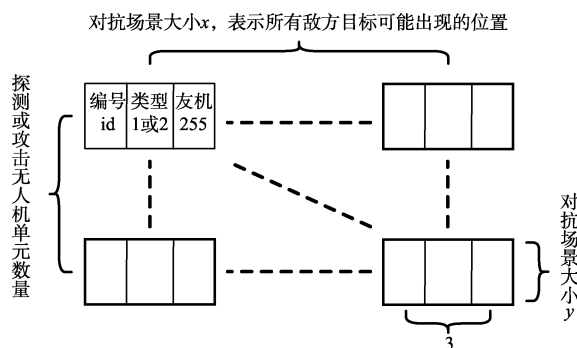 对抗场景大小x，表示所有敌方目标可能出现的位置
探测或攻击无人机单元数量
编号 类型 友机
id 1或2 255
对抗场景大小y
3